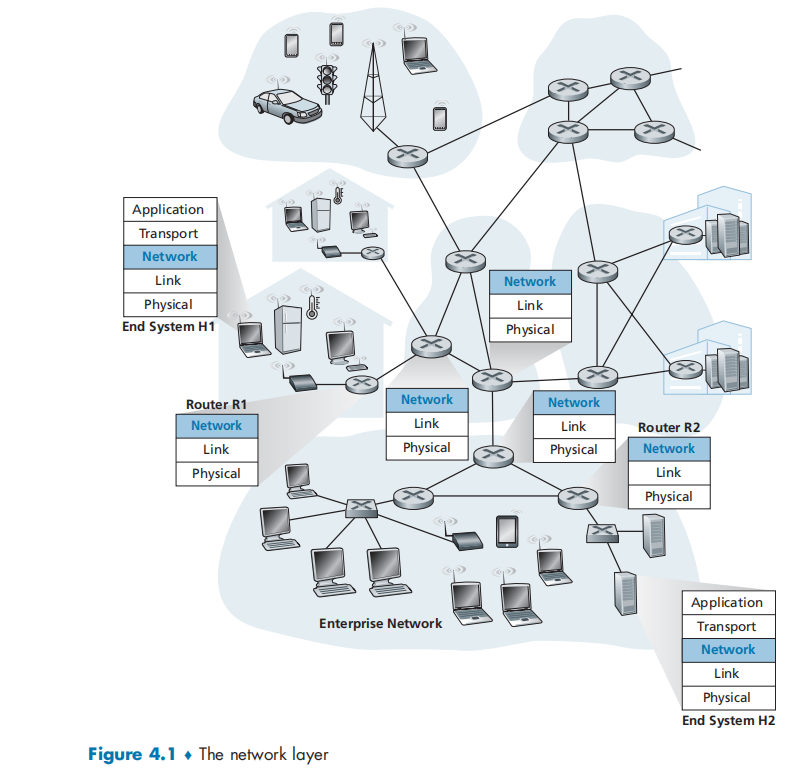 Application
Transport
Network
Link
Physical
End System H1
Network
Link
Physical
Router R1
Network
Link
Physical
Network
Link
Physical
Network
Link
Physical
Router R2
Network
Link
Physical
Enterprise Network
Application
Transport
Network
Link
Physical
End System H2
Figure 4.1 ♦ The network layer